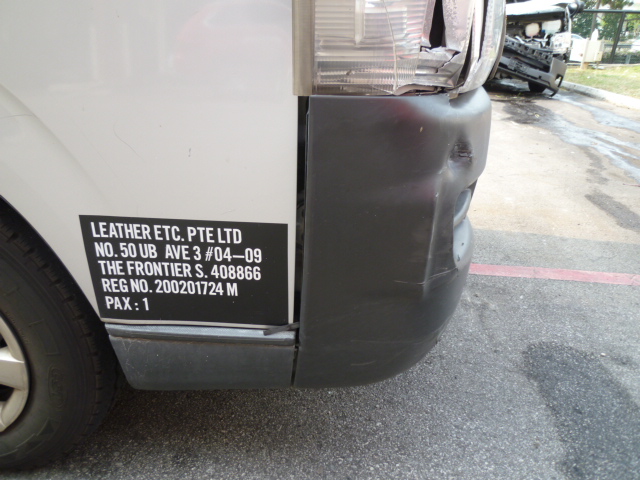 LEATHER ETC. PTE LTD
NO. 50 UB AVE 3 #04-09
THE FRONTIER S. 408866
REG NO. 200201724 M
PAX : 1